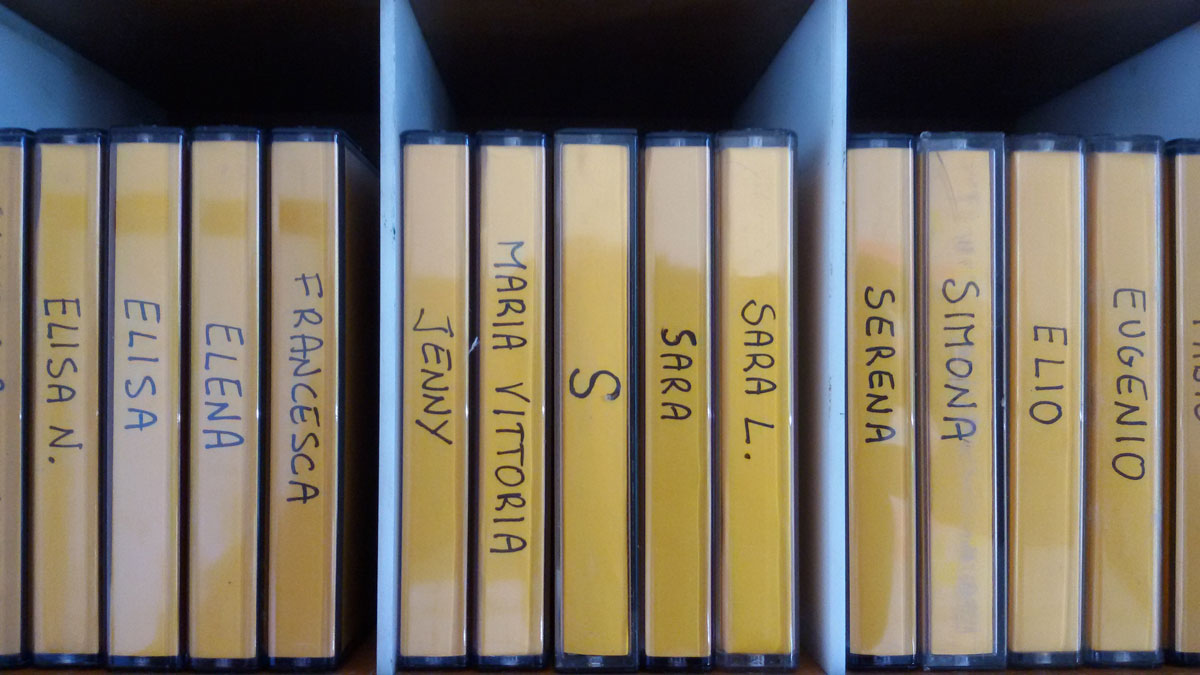 ELISA N.
ELISA
ELENA
FRANCESCA
JENNY
MARIA VITTORIA
S
SARA
SARA L.
SERENA
SIMONA
ELIO
EUGENIO